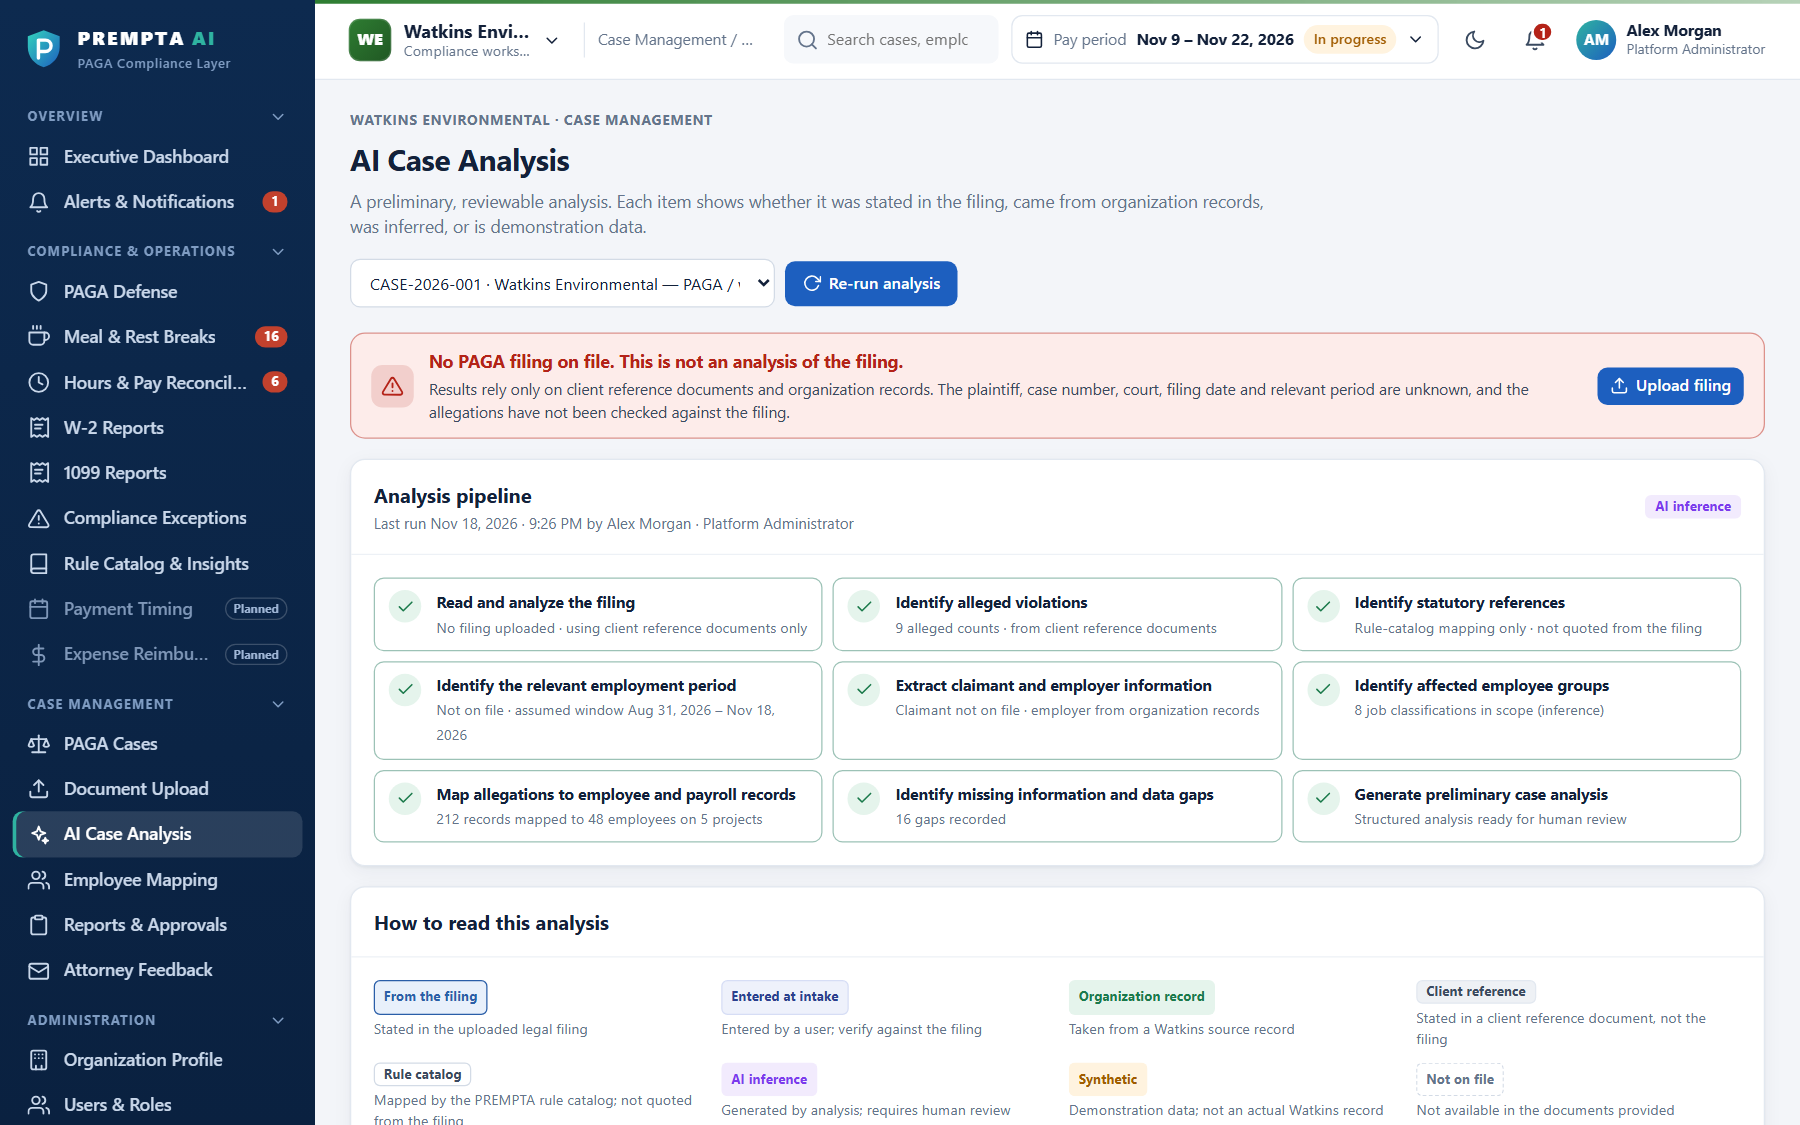 PREMPTA AI
PAGA Compliance Layer
OVERVIEW
Executive Dashboard
Alerts & Notifications 1
COMPLIANCE & OPERATIONS
PAGA Defense
Meal & Rest Breaks 16
Hours & Pay Reconcil... 6
W-2 Reports
1099 Reports
Compliance Exceptions
Rule Catalog & Insights
Payment Timing Planned
Expense Reimbu... Planned
CASE MANAGEMENT
PAGA Cases
Document Upload
AI Case Analysis
Employee Mapping
Reports & Approvals
Attorney Feedback
ADMINISTRATION
Organization Profile
Users & Roles
WE
Watkins Envi...
Compliance works...
Case Management / ...
Search cases, emplc
Pay period Nov 9 – Nov 22, 2026 In progress
1
AM
Alex Morgan
Platform Administrator
WATKINS ENVIRONMENTAL · CASE MANAGEMENT
AI Case Analysis
A preliminary, reviewable analysis. Each item shows whether it was stated in the filing, came from organization records,
was inferred, or is demonstration data.
CASE-2026-001 · Watkins Environmental — PAGA /
Re-run analysis
No PAGA filing on file. This is not an analysis of the filing.
Results rely only on client reference documents and organization records. The plaintiff, case number, court, filing date and relevant period are unknown, and the
allegations have not been checked against the filing.
Upload filing
Analysis pipeline
Last run Nov 18, 2026 · 9:26 PM by Alex Morgan · Platform Administrator
AI inference
Read and analyze the filing
No filing uploaded · using client reference documents only
Identify alleged violations
9 alleged counts · from client reference documents
Identify statutory references
Rule-catalog mapping only · not quoted from the filing
Identify the relevant employment period
Not on file · assumed window Aug 31, 2026 – Nov 18,
2026
Extract claimant and employer information
Claimant not on file · employer from organization records
Identify affected employee groups
8 job classifications in scope (inference)
Map allegations to employee and payroll records
212 records mapped to 48 employees on 5 projects
Identify missing information and data gaps
16 gaps recorded
Generate preliminary case analysis
Structured analysis ready for human review
How to read this analysis
From the filing
Stated in the uploaded legal filing
Entered at intake
Entered by a user; verify against the filing
Organization record
Taken from a Watkins source record
Client reference
Stated in a client reference document, not the
filing
Rule catalog
Mapped by the PREMPTA rule catalog; not quoted
from the filing
AI inference
Generated by analysis; requires human review
Synthetic
Demonstration data; not an actual Watkins record
Not on file
Not available in the documents provided